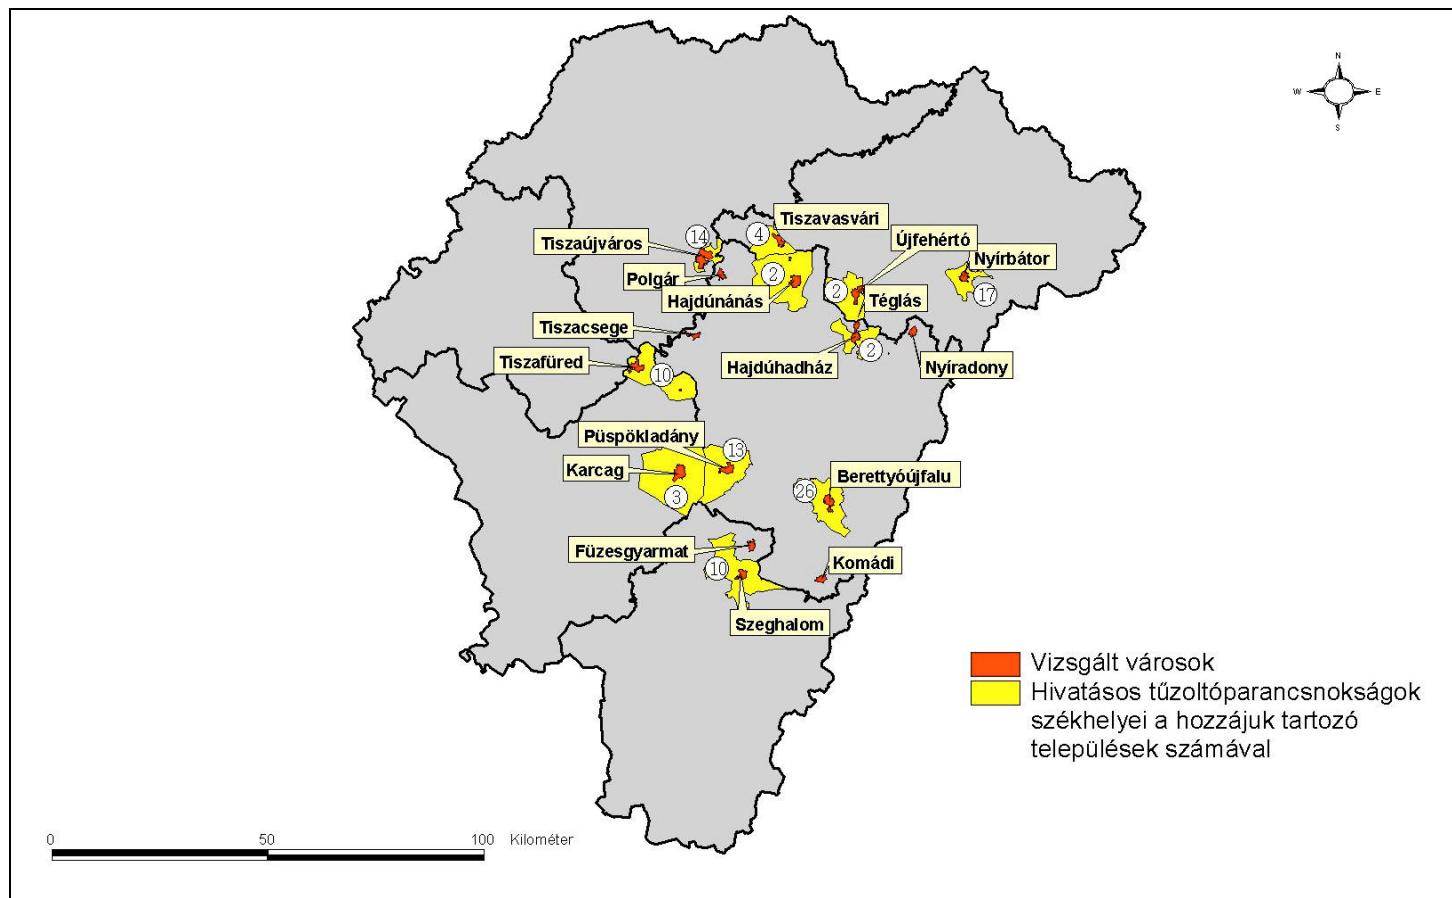 N
W
E
S
Tiszavasvári
4
14
Újfehértó
Tiszaújváros
Nyírbátor
Polgár
2
Hajdúnánás
2
Téglás
17
Tiszacsege
Tiszafüred
10
Hajdúhadház
2
Nyíradony
Püspökladány
13
Karcag
3
Berettyóújfalu
26
Füzesgyarmat
10
Komádi
Szeghalom
Vizsgált városok
Hivatásos tűzoltóparancsnokságok
székhelyei a hozzájuk tartozó
települések számával
0
50
100
Kilométer